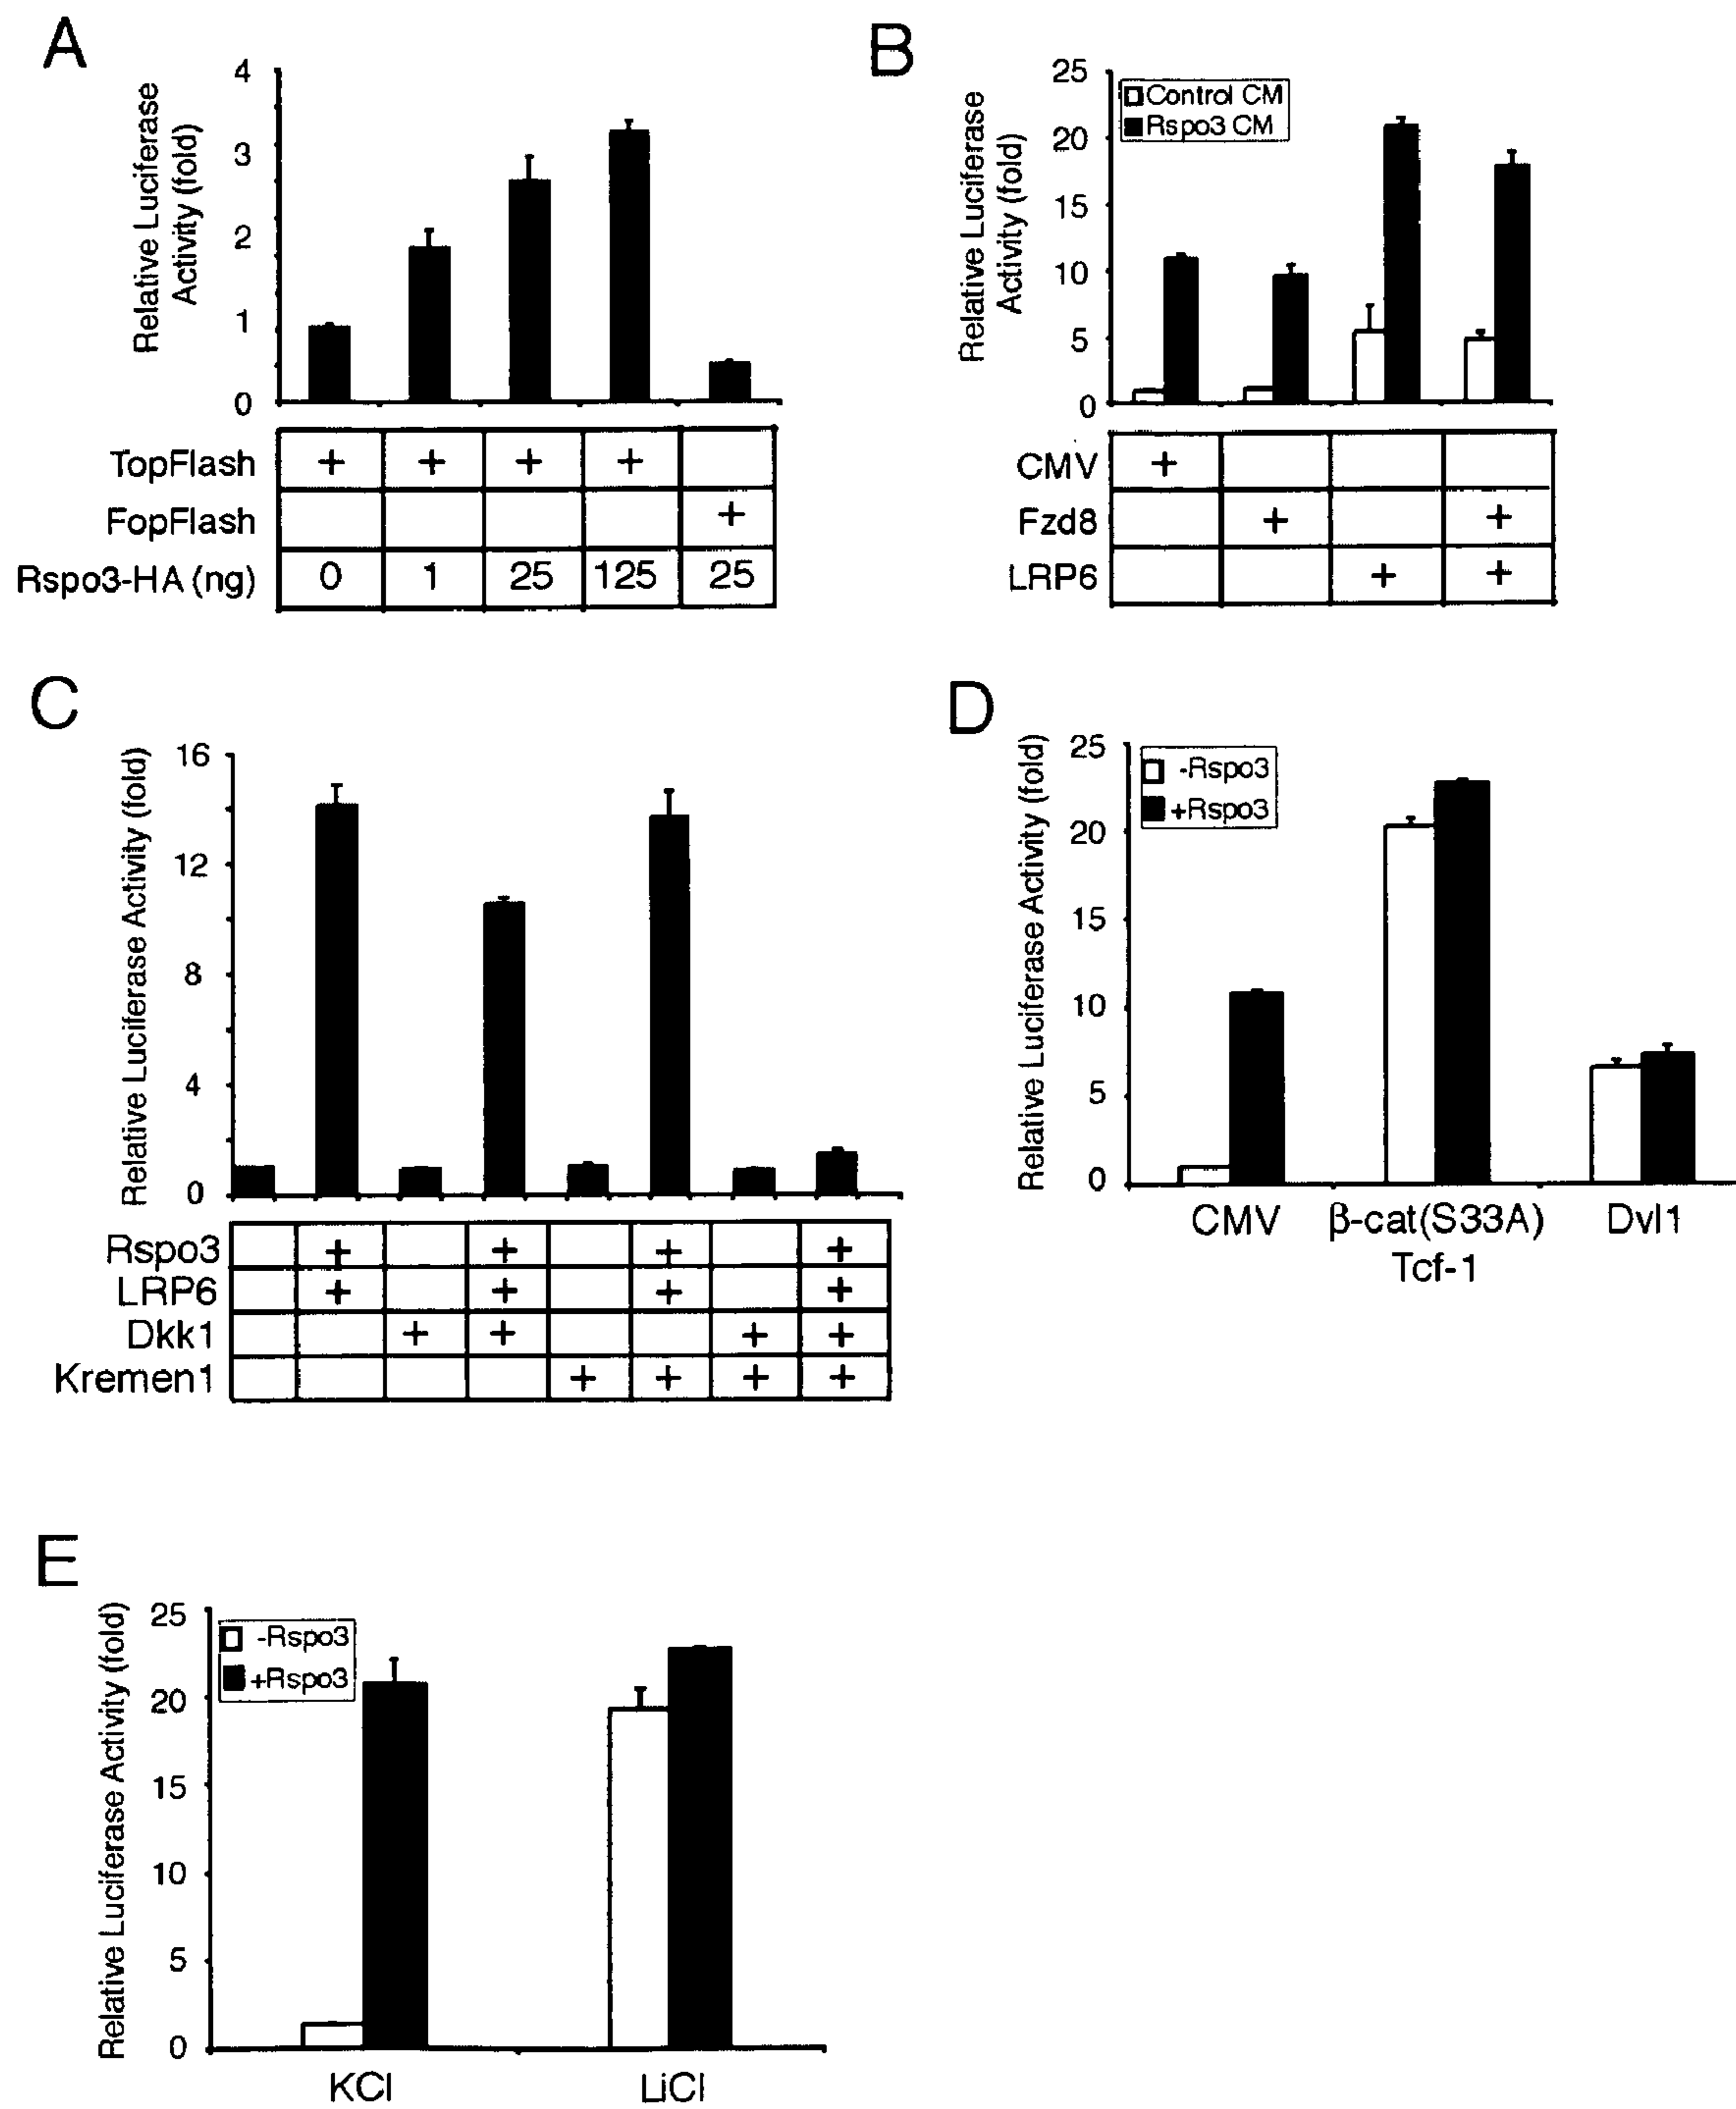 A
Relative Luciferase
Activity (fold)
4
3
2
1
0
TopFlash + + + +
FopFlash +
Rspo3-HA (ng) 0 1 25 125 25
B
Relative Luciferase
Activity (fold)
25
20
15
10
5
0
Control CM
Rspo3 CM
CMV +
Fzd8 + +
LRP6 + +
C
Relative Luciferase Activity (fold)
16
12
8
4
0
Rspo3 + + + +
LRP6 + + + +
Dkk1 + + + +
Kremen1 + + + +
D
Relative Luciferase Activity (fold)
25
20
15
10
5
0
-Rspo3
+Rspo3
CMV β-cat(S33A) Dvl1
Tcf-1
E
Relative Luciferase Activity (fold)
25
20
15
10
5
0
-Rspo3
+Rspo3
KCl LiCl